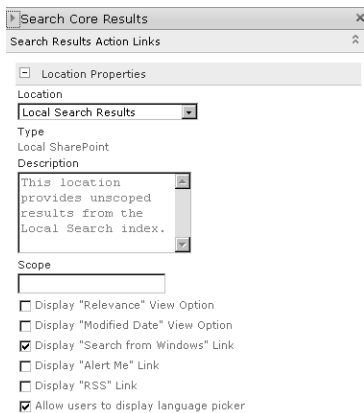 Search Core Results
Search Results Action Links
Location Properties
Location
Local Search Results
Type
Local SharePoint
Description
This location
provides unscoped
results from the
Local Search index.
Scope
Display "Relevance" View Option
Display "Modified Date" View Option
Display "Search from Windows" Link
Display "Alert Me" Link
Display "RSS" Link
Allow users to display language picker